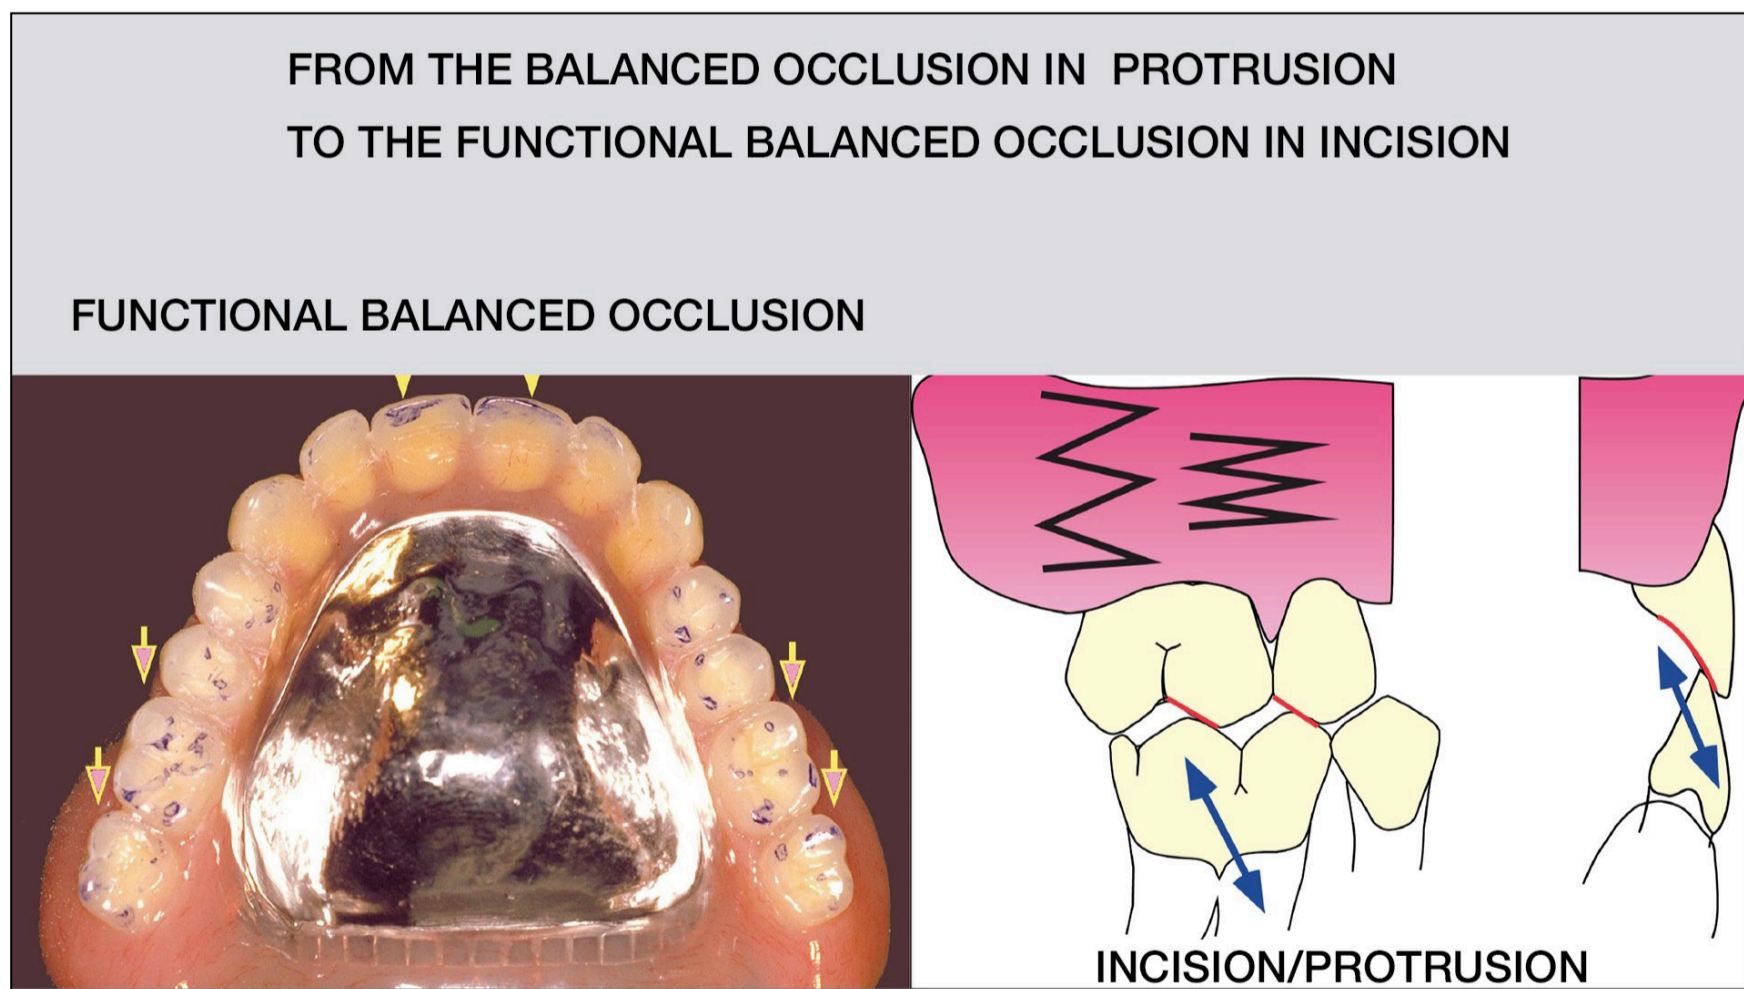 FROM THE BALANCED OCCLUSION IN PROTRUSION
TO THE FUNCTIONAL BALANCED OCCLUSION IN INCISION
FUNCTIONAL BALANCED OCCLUSION
INCISION/PROTRUSION